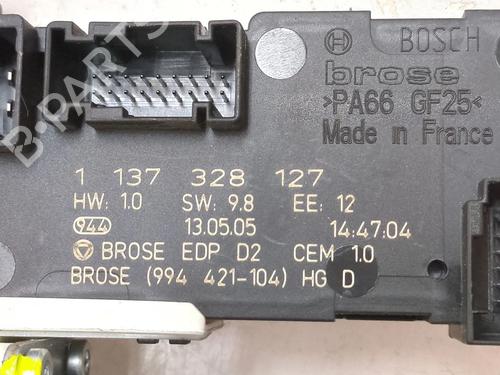 BOSCH
brose
>PA66 GF25<
Made in France
1 137 328 127
HW: 1.0 SW: 9.8 EE: 12
944 13.05.05 14:47:04
BROSE EDP D2 CEM 1.0
BROSE (994 421-104) HG D